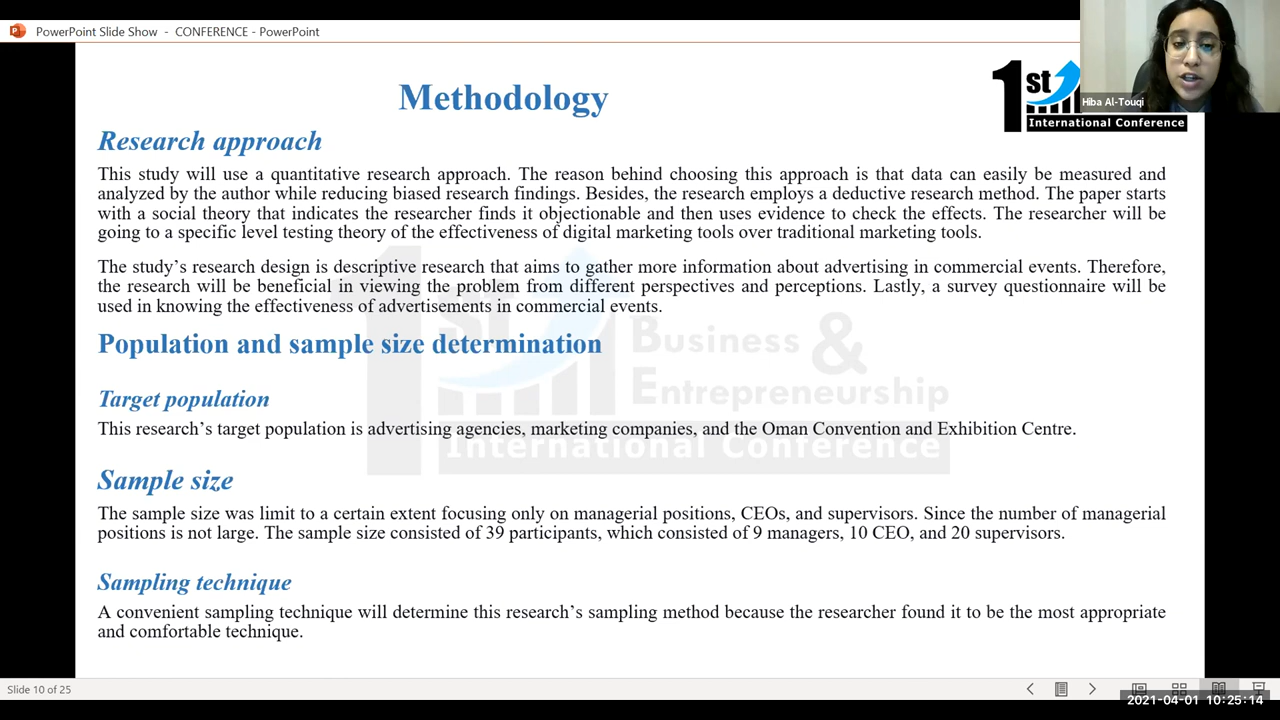 PowerPoint Slide Show - CONFERENCE - PowerPoint
Methodology
1st
International Conference
Hiba Al-Touqi
Research approach
This study will use a quantitative research approach. The reason behind choosing this approach is that data can easily be measured and
analyzed by the author while reducing biased research findings. Besides, the research employs a deductive research method. The paper starts
with a social theory that indicates the researcher finds it objectionable and then uses evidence to check the effects. The researcher will be
going to a specific level testing theory of the effectiveness of digital marketing tools over traditional marketing tools.
The study's research design is descriptive research that aims to gather more information about advertising in commercial events. Therefore,
the research will be beneficial in viewing the problem from different perspectives and perceptions. Lastly, a survey questionnaire will be
used in knowing the effectiveness of advertisements in commercial events.
Population and sample size determination
1st
Business &
Entrepreneurship
International Conference
Target population
This research's target population is advertising agencies, marketing companies, and the Oman Convention and Exhibition Centre.
Sample size
The sample size was limit to a certain extent focusing only on managerial positions, CEOs, and supervisors. Since the number of managerial
positions is not large. The sample size consisted of 39 participants, which consisted of 9 managers, 10 CEO, and 20 supervisors.
Sampling technique
A convenient sampling technique will determine this research's sampling method because the researcher found it to be the most appropriate
and comfortable technique.
Slide 10 of 25
2021-04-01 10:25:14